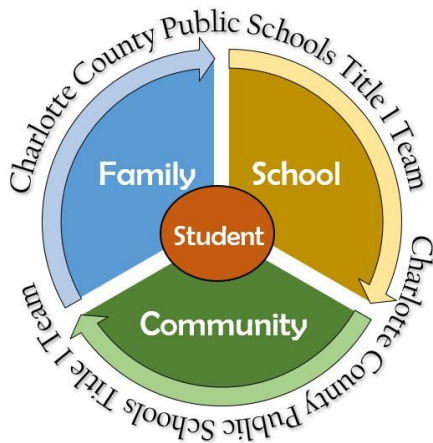 Charlotte County Public Schools Title I Team
Family
School
Student
Community
Charlotte County Public Schools Title I Team